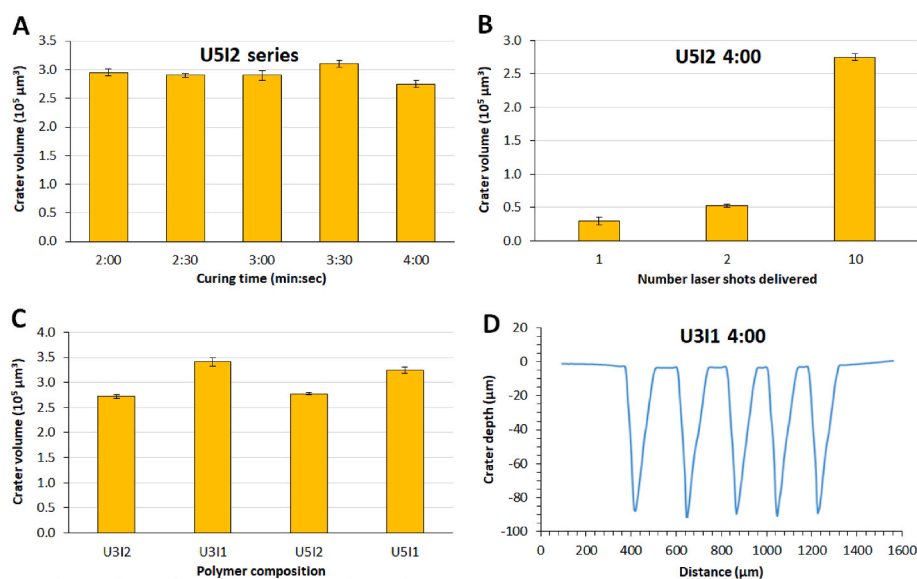 A
U5I2 series
Crater volume (10⁵ μm³)
3.5
3.0
2.5
2.0
1.5
1.0
0.5
0.0
2:00 2:30 3:00 3:30 4:00
Curing time (min:sec)
B
U5I2 4:00
Crater volume (10⁵ μm³)
3.0
2.5
2.0
1.5
1.0
0.5
0.0
1 2 10
Number laser shots delivered
C
Crater volume (10⁵ μm³)
4.0
3.5
3.0
2.5
2.0
1.5
1.0
0.5
0.0
U3I2 U3I1 U5I2 U5I1
Polymer composition
D
U3I1 4:00
Crater depth (μm)
20
0
-20
-40
-60
-80
-100
0 200 400 600 800 1000 1200 1400 1600
Distance (μm)